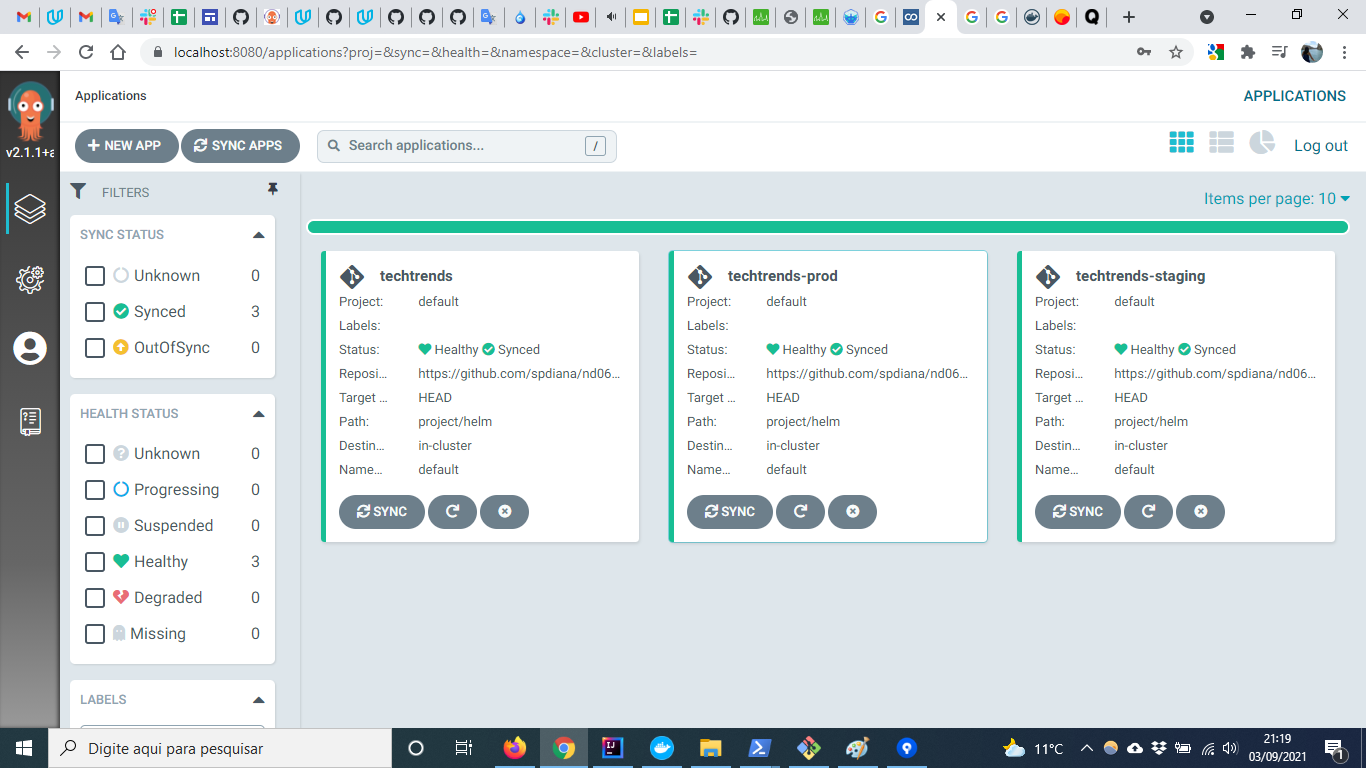 localhost:8080/applications?proj=&sync=&health=&namespace=&cluster=&labels=
Applications
APPLICATIONS
v2.1.1+a
NEW APP
SYNC APPS
Search applications...
/
Log out
FILTERS
Items per page: 10
SYNC STATUS
Unknown 0
Synced 3
OutOfSync 0
HEALTH STATUS
Unknown 0
Progressing 0
Suspended 0
Healthy 3
Degraded 0
Missing 0
LABELS
techtrends
Project: default
Labels:
Status: Healthy Synced
Reposi... https://github.com/spdiana/nd06...
Target ... HEAD
Path: project/helm
Destin... in-cluster
Name... default
SYNC
techtrends-prod
Project: default
Labels:
Status: Healthy Synced
Reposi... https://github.com/spdiana/nd06...
Target ... HEAD
Path: project/helm
Destin... in-cluster
Name... default
SYNC
techtrends-staging
Project: default
Labels:
Status: Healthy Synced
Reposi... https://github.com/spdiana/nd06...
Target ... HEAD
Path: project/helm
Destin... in-cluster
Name... default
SYNC
Digite aqui para pesquisar
11°C
21:19
03/09/2021
1